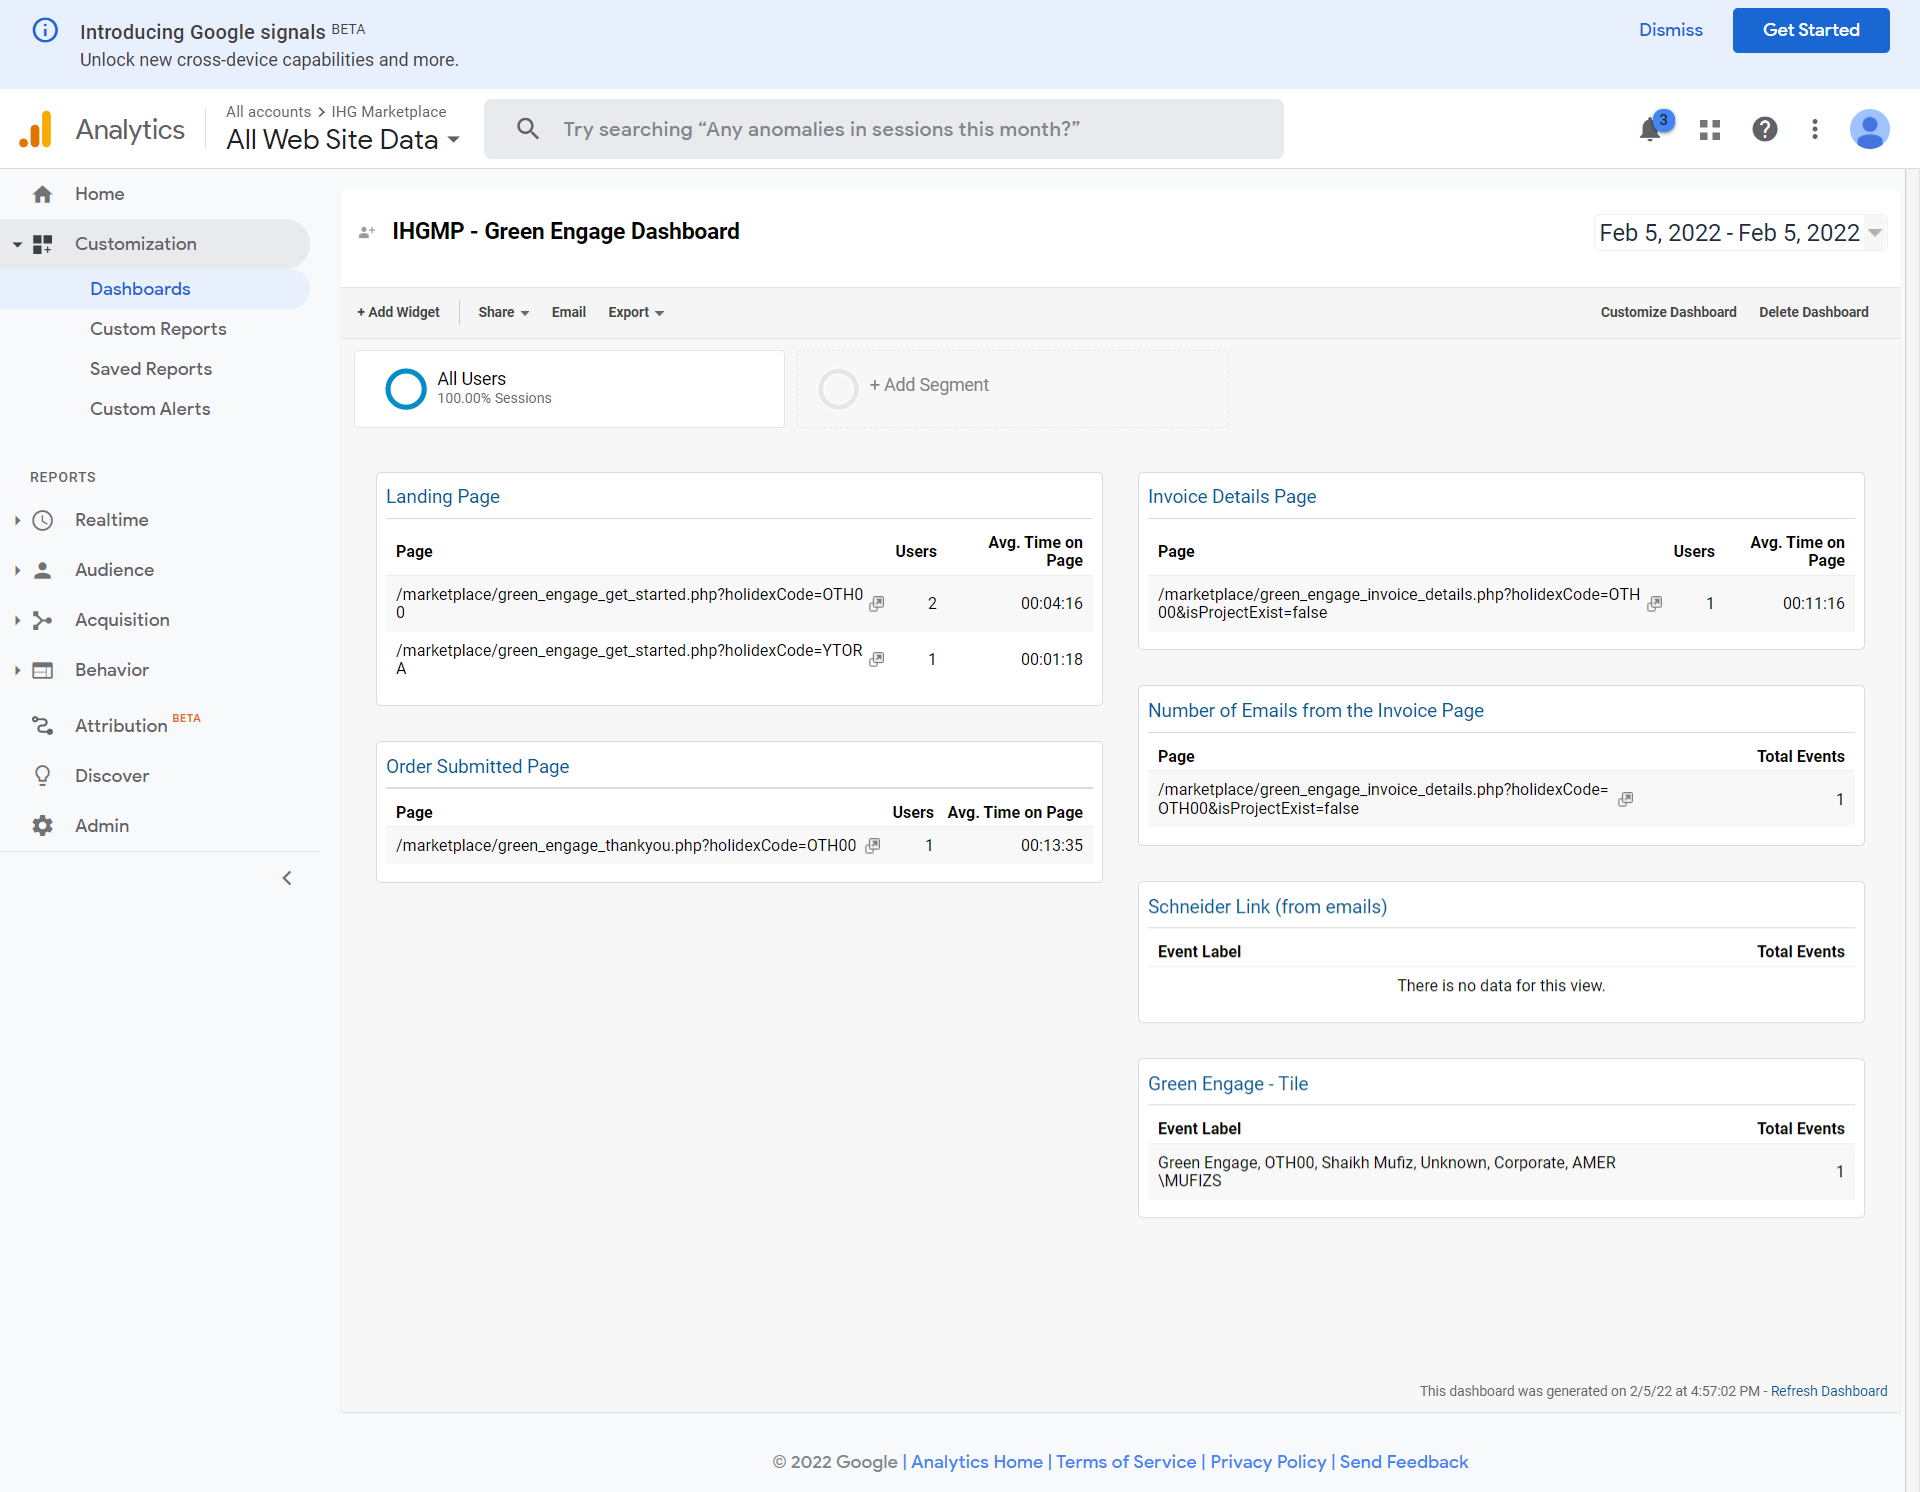 Introducing Google signals BETA
Unlock new cross-device capabilities and more.
Dismiss
Get Started
Analytics
All accounts > IHG Marketplace
All Web Site Data
Try searching “Any anomalies in sessions this month?”
3
Home
Customization
Dashboards
Custom Reports
Saved Reports
Custom Alerts
REPORTS
Realtime
Audience
Acquisition
Behavior
Attribution BETA
Discover
Admin
IHGMP - Green Engage Dashboard
Feb 5, 2022 - Feb 5, 2022
+ Add Widget
Share
Email
Export
Customize Dashboard
Delete Dashboard
All Users
100.00% Sessions
+ Add Segment
Landing Page
Page Users Avg. Time on
Page
/marketplace/green_engage_get_started.php?holidexCode=OTH0
0
2 00:04:16
/marketplace/green_engage_get_started.php?holidexCode=YTOR
A
1 00:01:18
Order Submitted Page
Page Users Avg. Time on Page
/marketplace/green_engage_thankyou.php?holidexCode=OTH00 1 00:13:35
Invoice Details Page
Page Users Avg. Time on
Page
/marketplace/green_engage_invoice_details.php?holidexCode=OTH
00&isProjectExist=false
1 00:11:16
Number of Emails from the Invoice Page
Page Total Events
/marketplace/green_engage_invoice_details.php?holidexCode=
OTH00&isProjectExist=false
1
Schneider Link (from emails)
Event Label Total Events
There is no data for this view.
Green Engage - Tile
Event Label Total Events
Green Engage, OTH00, Shaikh Mufiz, Unknown, Corporate, AMER
\MUFIZS
1
This dashboard was generated on 2/5/22 at 4:57:02 PM - Refresh Dashboard
© 2022 Google | Analytics Home | Terms of Service | Privacy Policy | Send Feedback